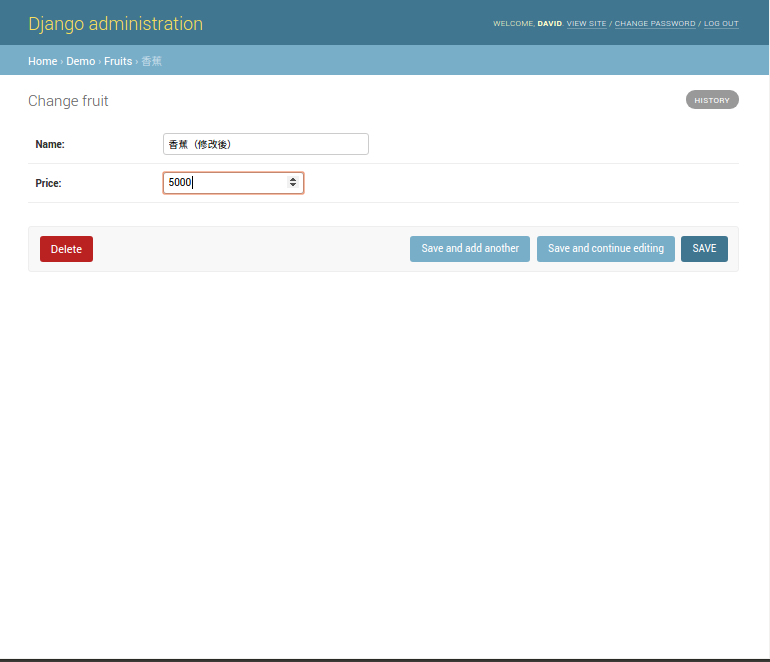 Django administration
WELCOME, DAVID. VIEW SITE / CHANGE PASSWORD / LOG OUT
Home › Demo › Fruits › 香蕉
Change fruit
HISTORY
Name: 香蕉（修改後）
Price: 5000
Delete Save and add another Save and continue editing SAVE